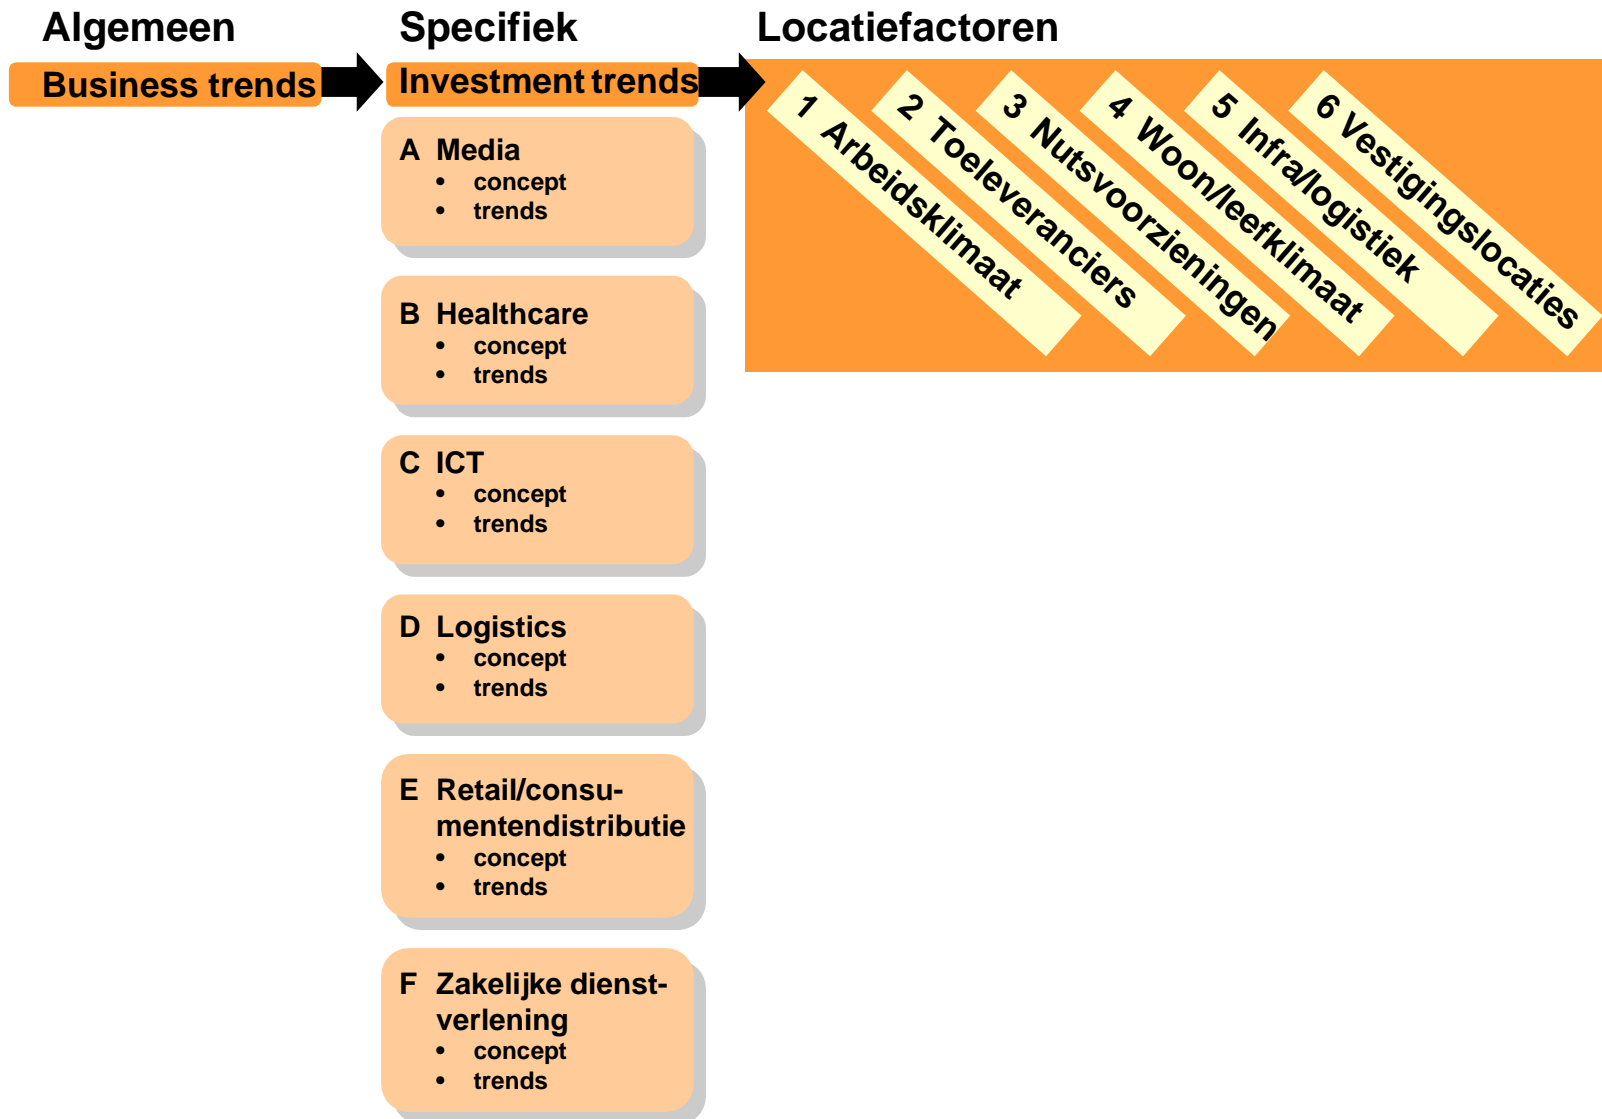 Algemeen
Specifiek
Locatiefactoren
Business trends
Investment trends
1 Arbeidsklimaat
2 Toeleveranciers
3 Nutsvoorzieningen
4 Woon/leefklimaat
5 Infra/logistiek
6 Vestigingslocaties
A Media
• concept
• trends
B Healthcare
• concept
• trends
C ICT
• concept
• trends
D Logistics
• concept
• trends
E Retail/consu-
mentendistributie
• concept
• trends
F Zakelijke dienst-
verlening
• concept
• trends